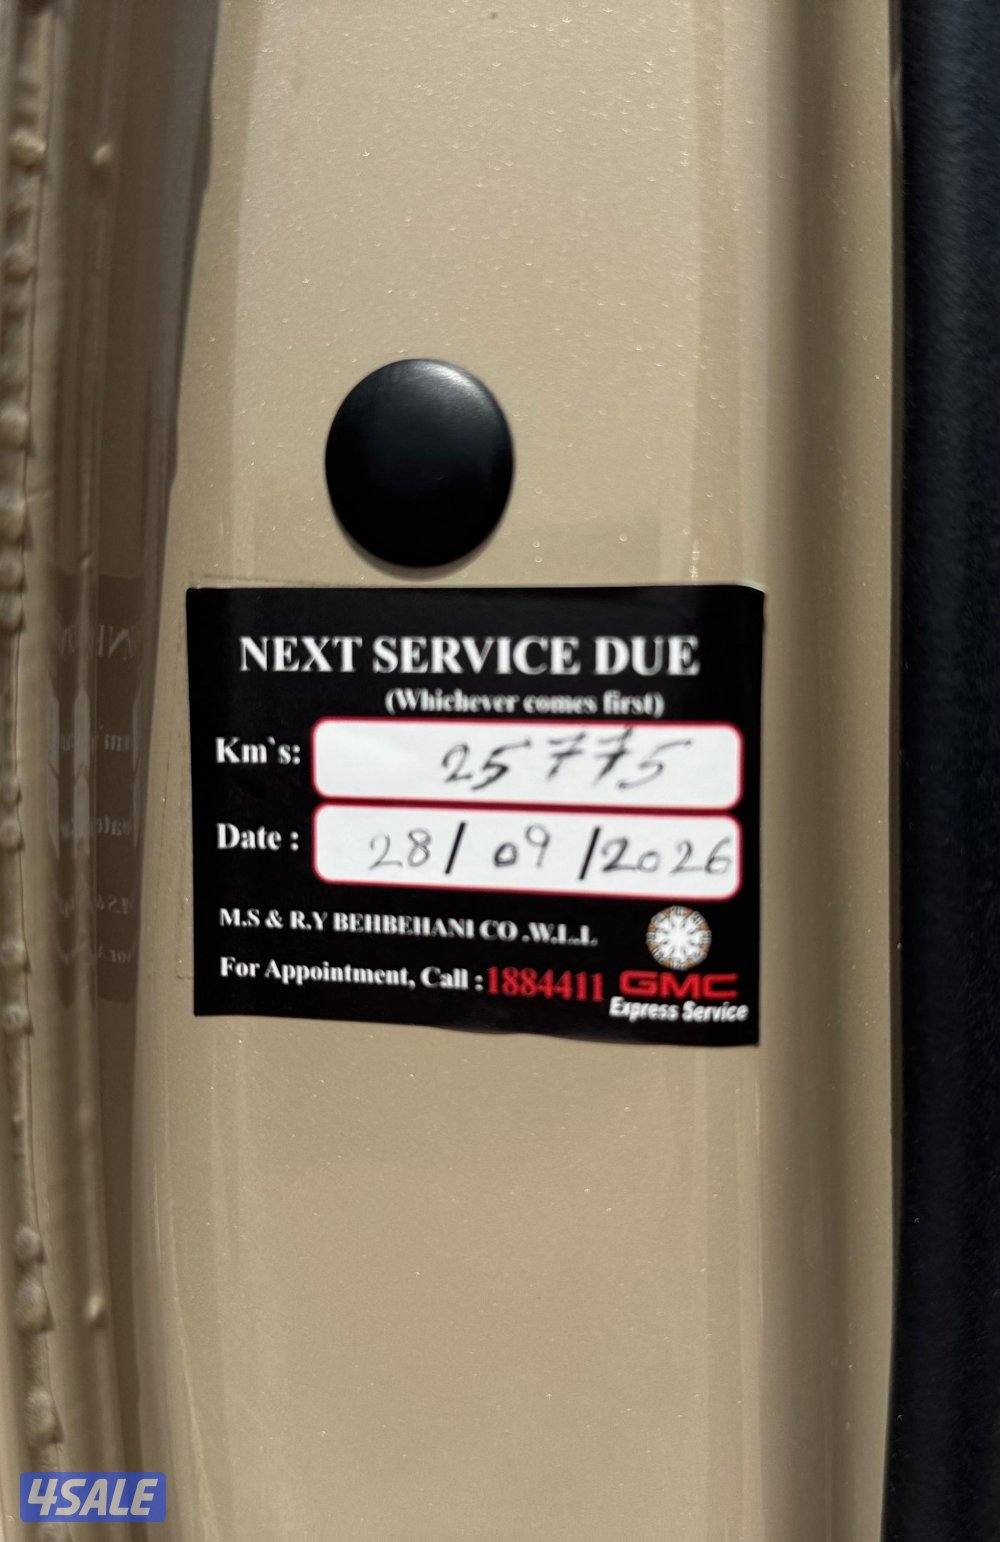 NEXT SERVICE DUE
(Whichever comes first)
Km`s: 25775
Date : 28/09/2026
M.S & R.Y BEHBEHANI CO .W.L.L
For Appointment, Call : 1884411 GMC
Express Service
4SALE